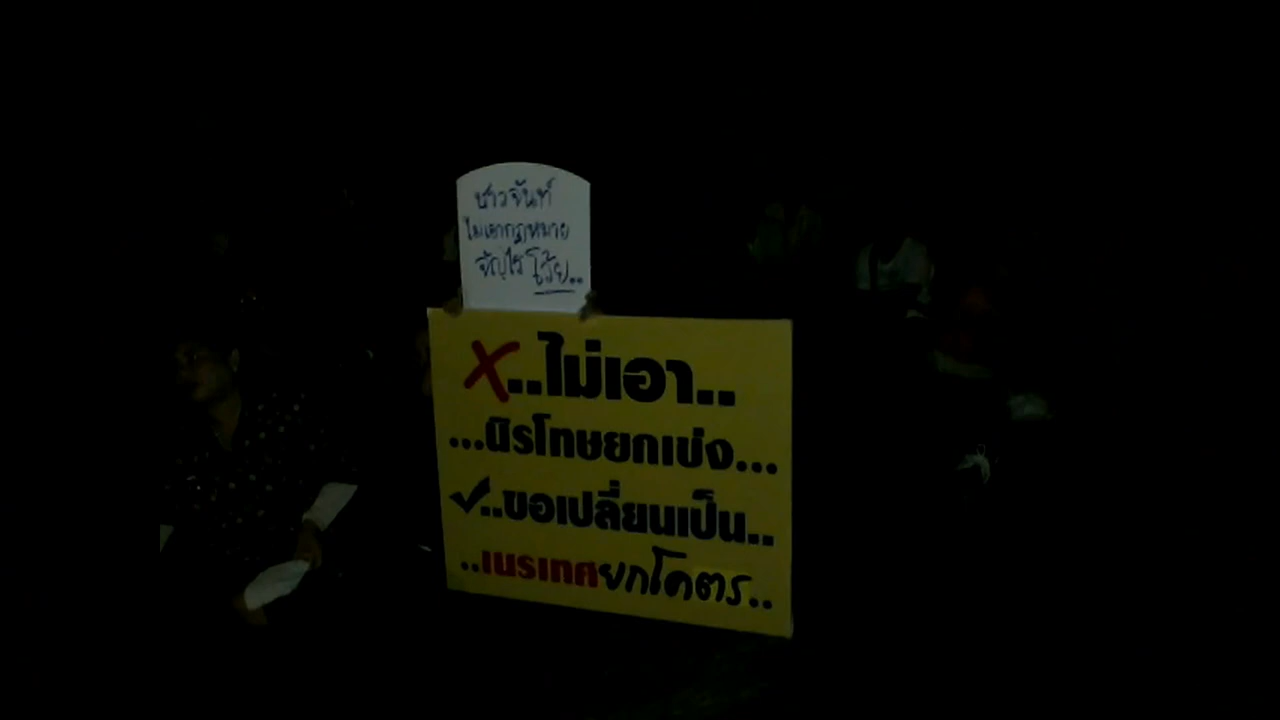 ชาวจันท์
ไม่เอากฎหมาย
จัญไรโว้ย..
X..ไม่เอา..
...นิรโทษยกเข่ง...
✓..ขอเปลี่ยนเป็น..
..เนรเทศยกโคตร..